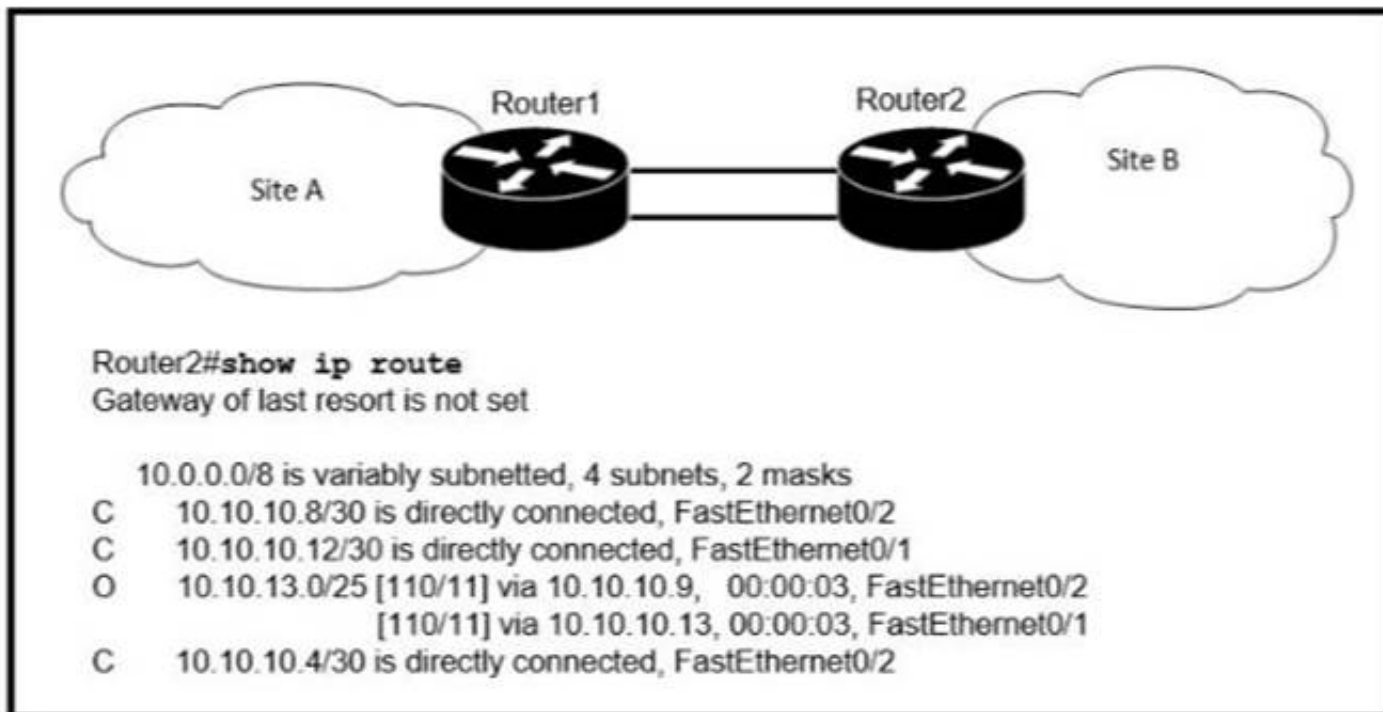 Router1
Router2
Site A
Site B
Router2#show ip route
Gateway of last resort is not set
10.0.0.0/8 is variably subnetted, 4 subnets, 2 masks
C 10.10.10.8/30 is directly connected, FastEthernet0/2
C 10.10.10.12/30 is directly connected, FastEthernet0/1
O 10.10.13.0/25 [110/11] via 10.10.10.9, 00:00:03, FastEthernet0/2
[110/11] via 10.10.10.13, 00:00:03, FastEthernet0/1
C 10.10.10.4/30 is directly connected, FastEthernet0/2